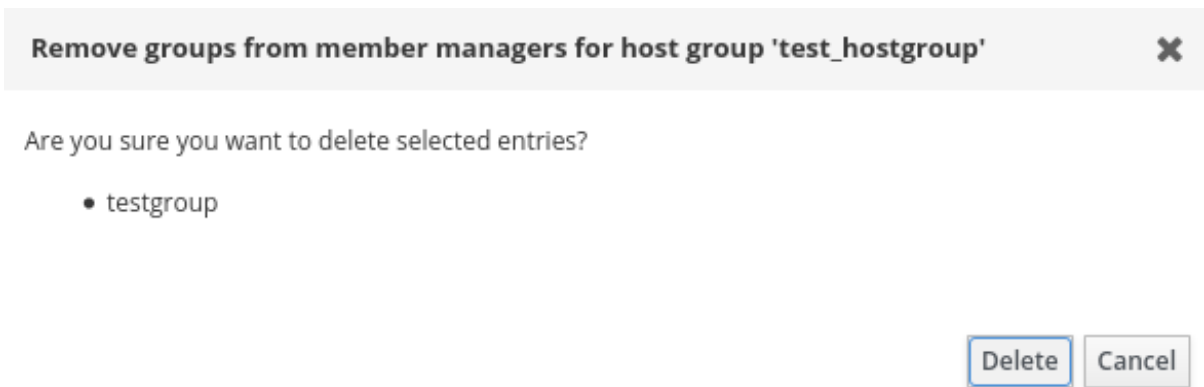 Remove groups from member managers for host group 'test_hostgroup' ✖
Are you sure you want to delete selected entries?
• testgroup
Delete Cancel